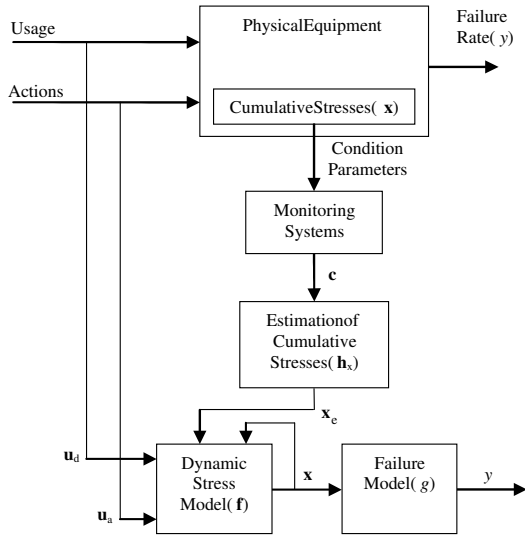 Usage
PhysicalEquipment
Failure
Rate( y)
Actions
CumulativeStresses( x)
Condition
Parameters
Monitoring
Systems
c
Estimationof
Cumulative
Stresses( hx)
xe
ud
Dynamic
Stress
Model( f)
x
Failure
Model( g)
y
ua